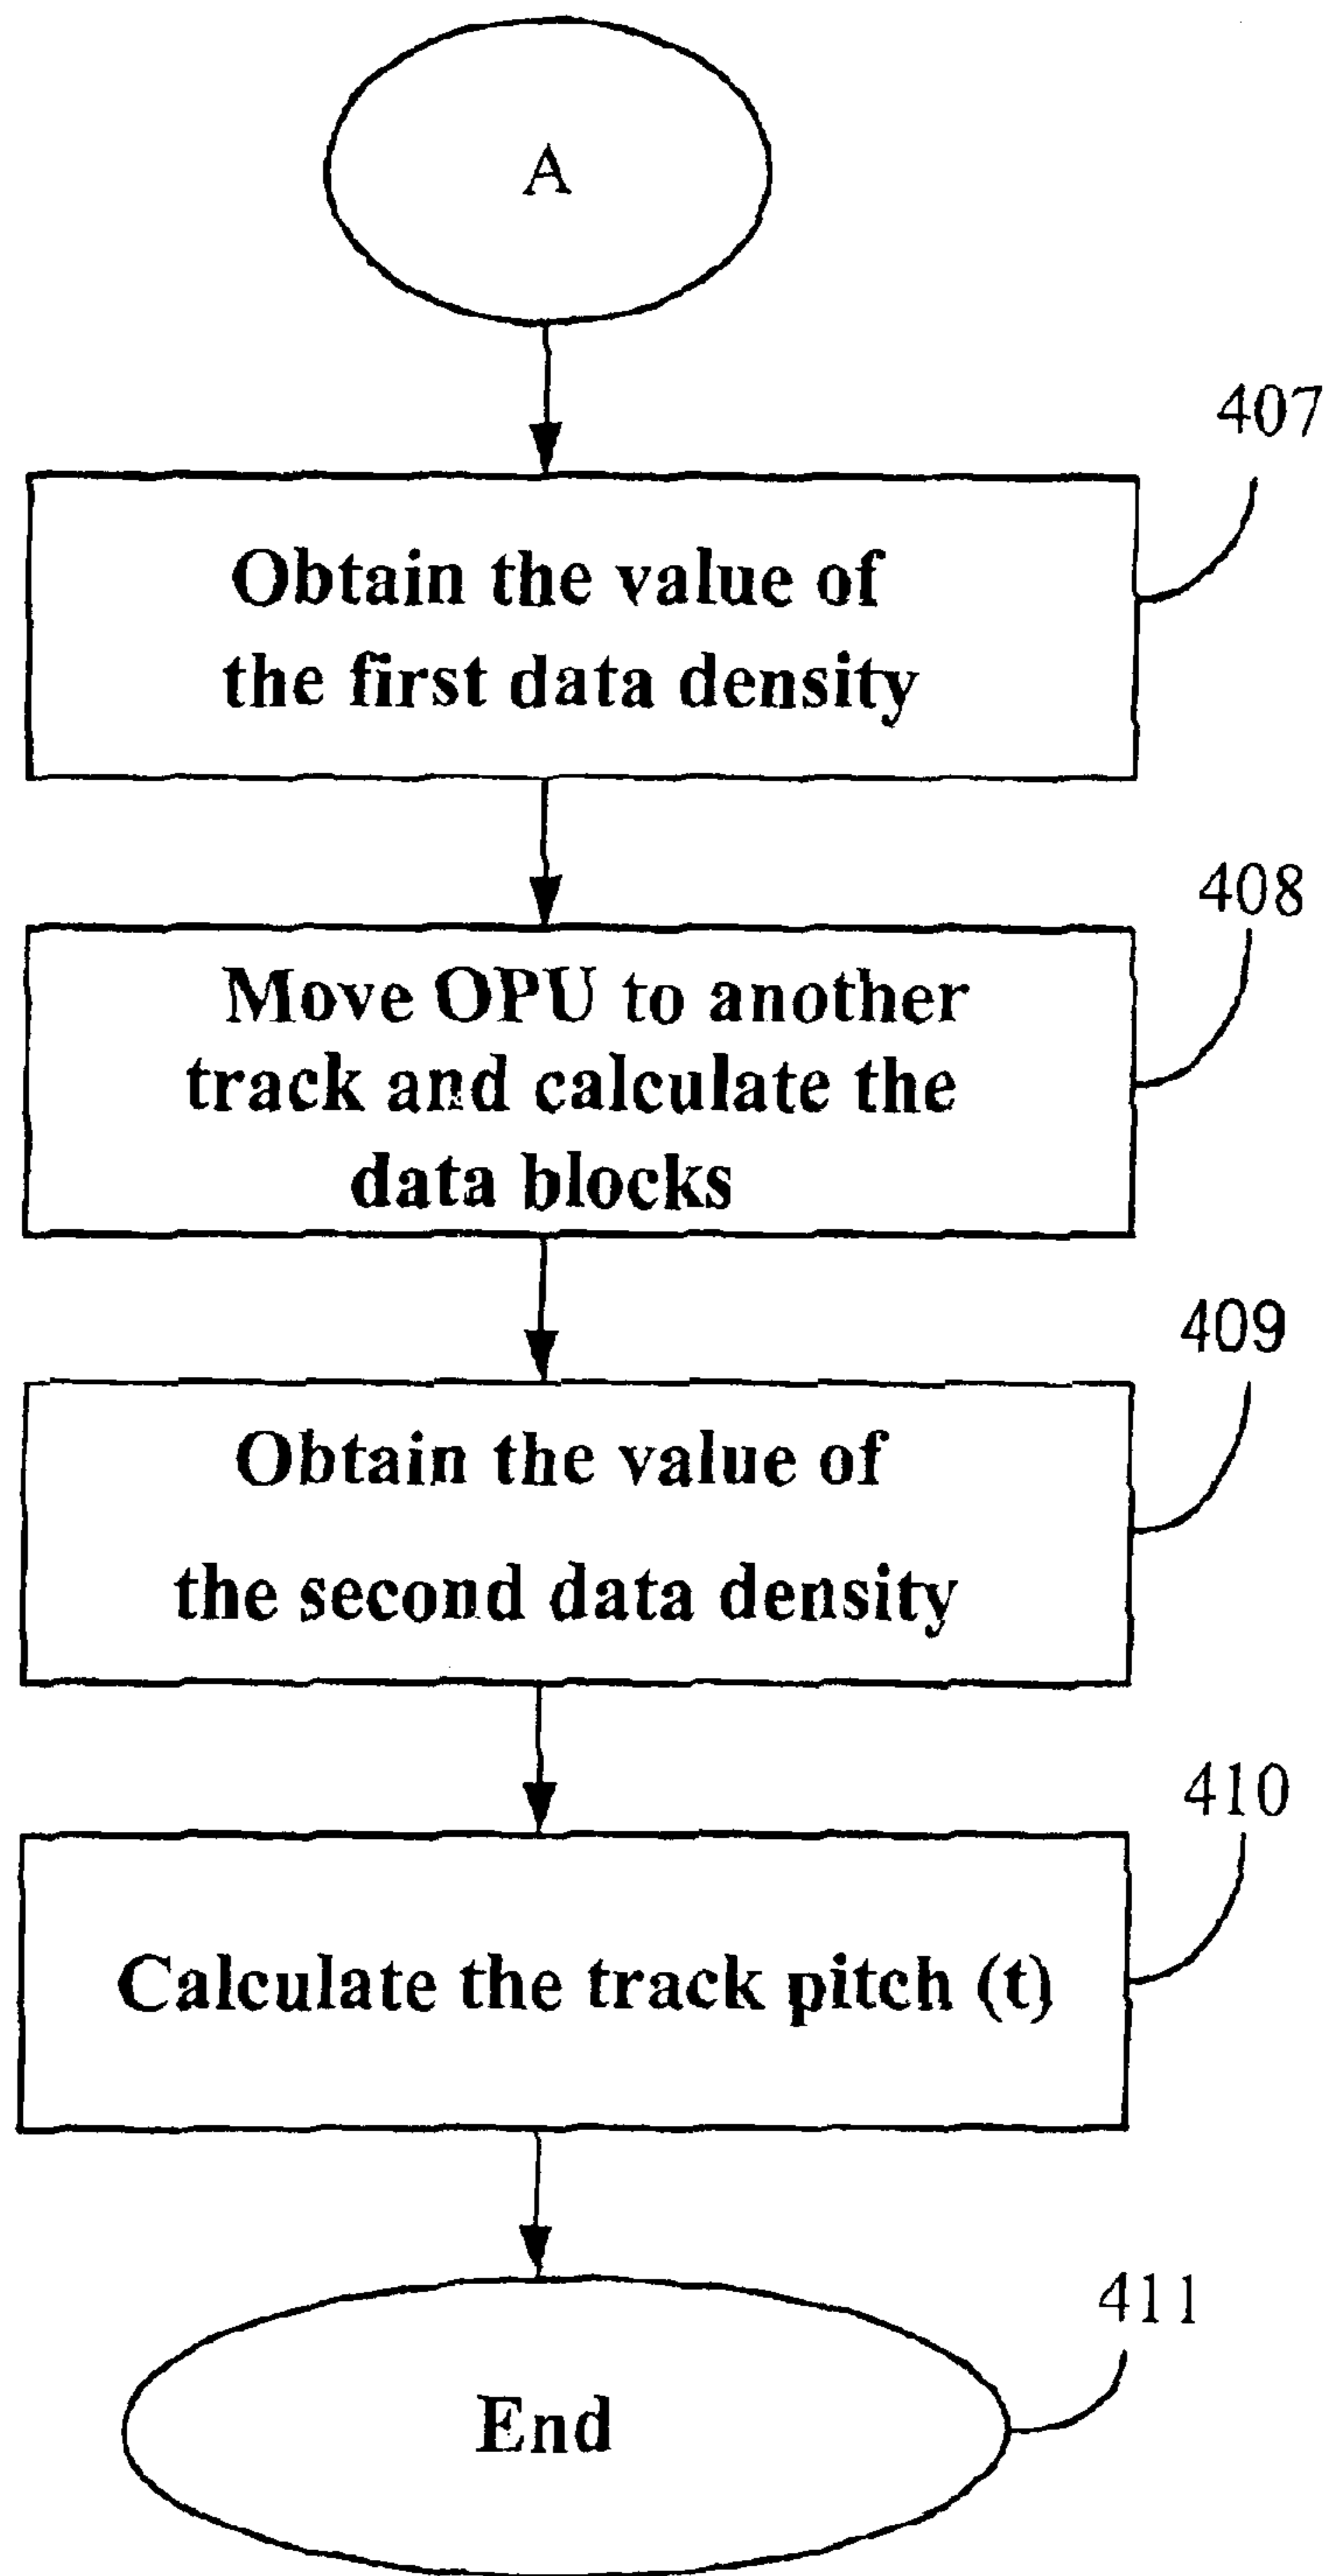 A
407
Obtain the value of
the first data density
408
Move OPU to another
track and calculate the
data blocks
409
Obtain the value of
the second data density
410
Calculate the track pitch (t)
411
End